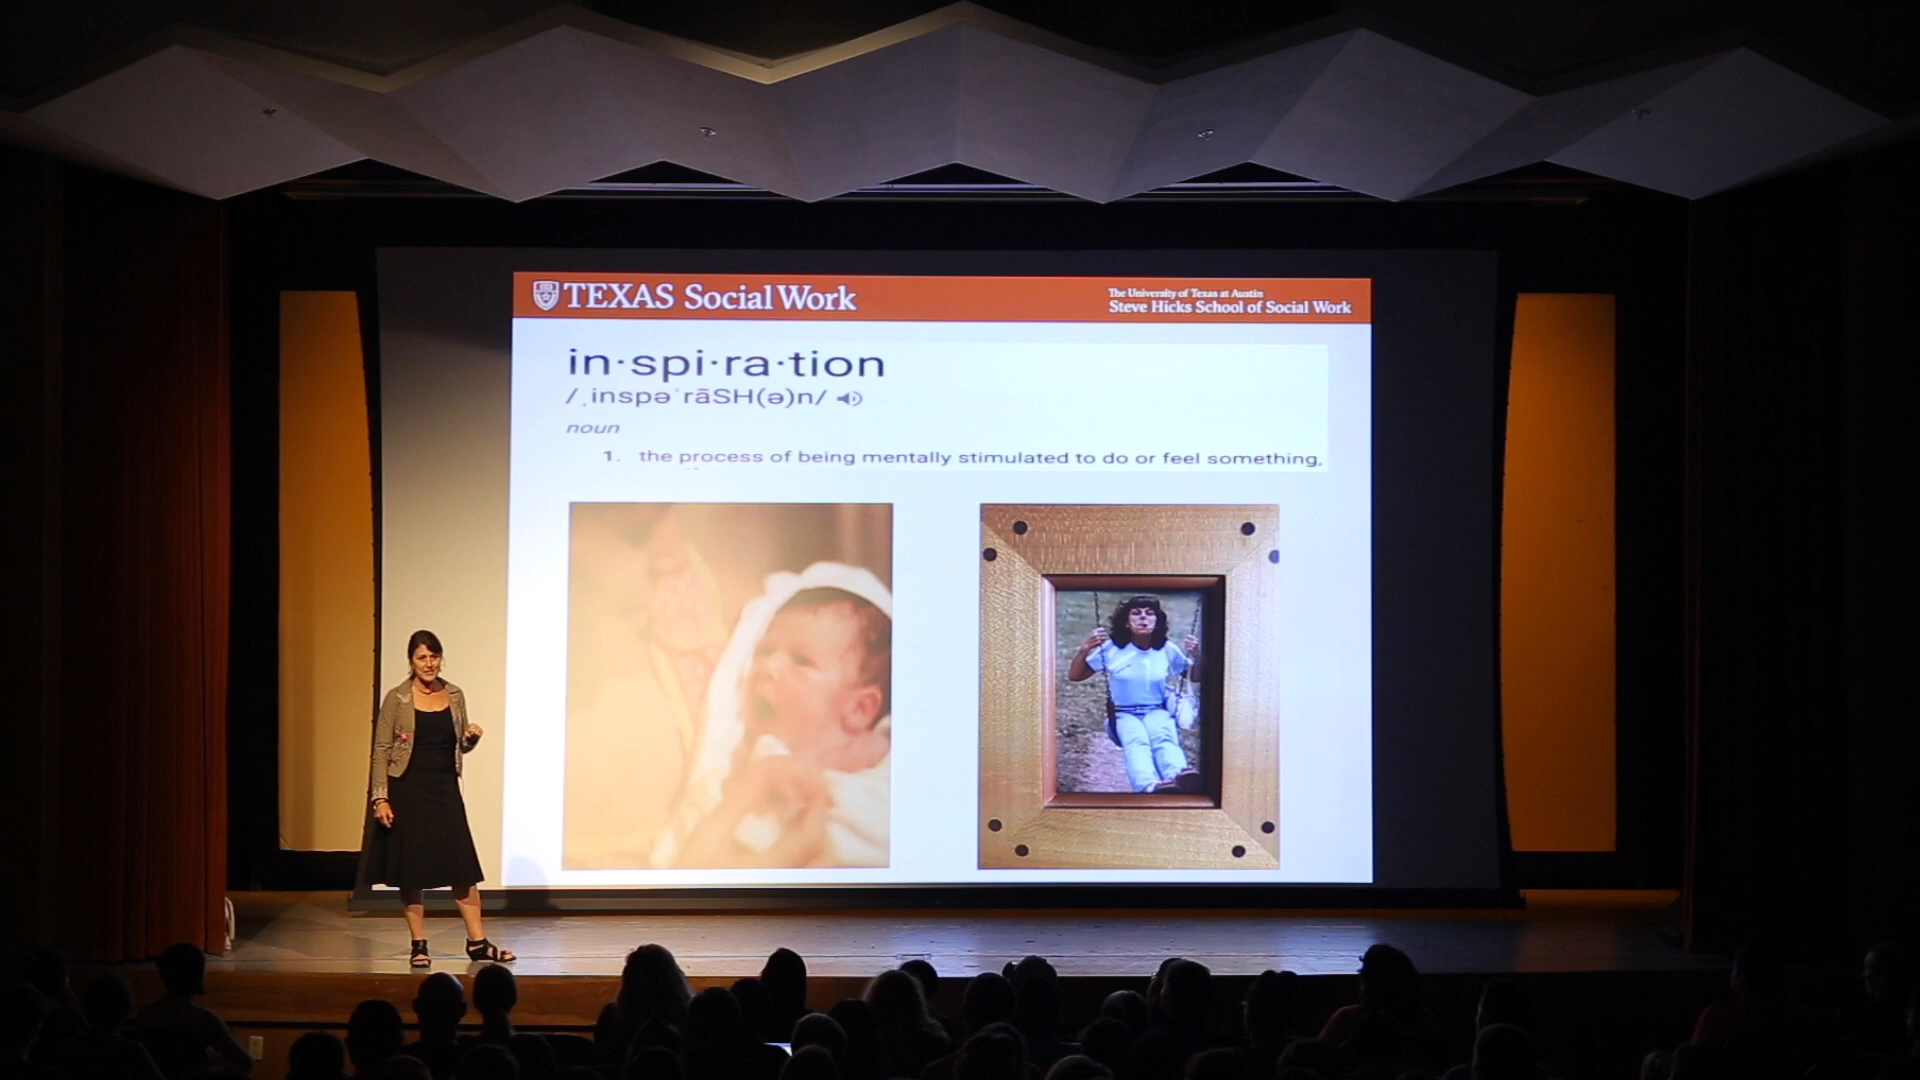 TEXAS Social Work
The University of Texas at Austin
Steve Hicks School of Social Work
in·spi·ra·tion
/ˌinspəˈrāSH(ə)n/
noun
1. the process of being mentally stimulated to do or feel something,